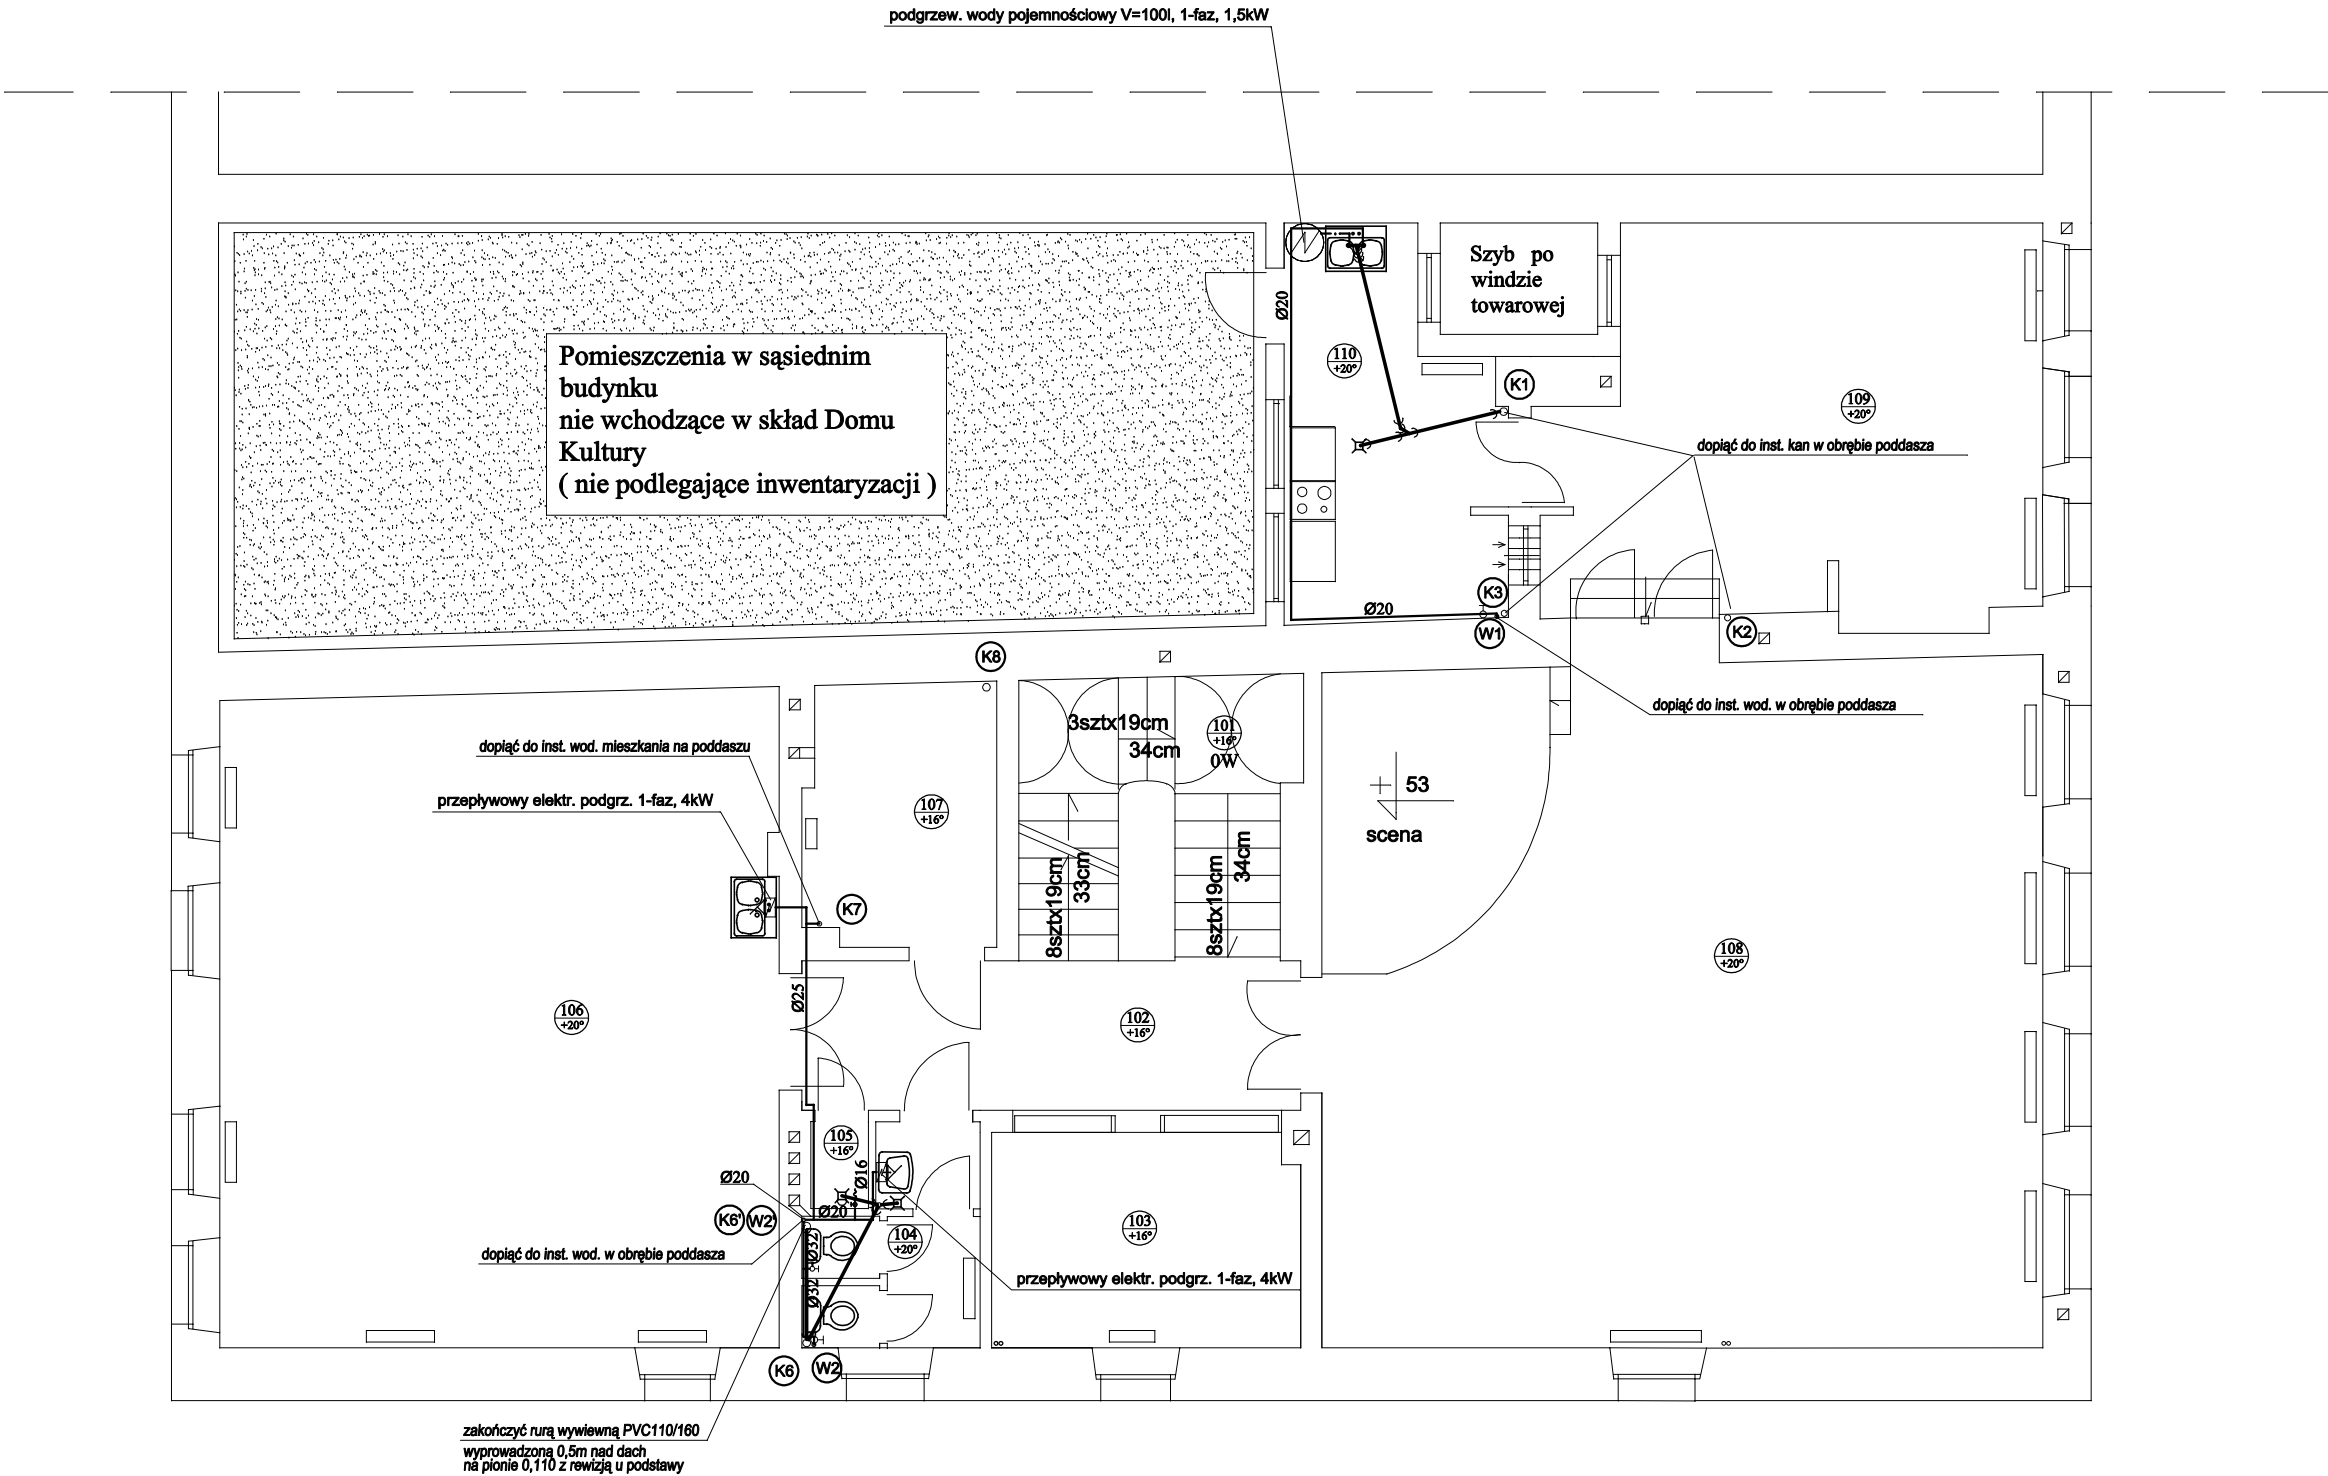 podgrzew. wody pojemnościowy V=100l, 1-faz, 1,5kW
Szyb po
windzie
towarowej
Ø20
Pomieszczenia w sąsiednim
budynku
nie wchodzące w skład Domu
Kultury
( nie podlegające inwentaryzacji )
110
+20°
K1
109
+20°
dopiąć do inst. kan w obrębie poddasza
K3
Ø20
W1
K2
K8
dopiąć do inst. wod. w obrębie poddasza
3sztx19cm
34cm
101
+16°
0W
dopiąć do inst. wod. mieszkania na poddaszu
przepływowy elektr. podgrz. 1-faz, 4kW
107
+16°
53
scena
8sztx19cm
33cm
8sztx19cm
34cm
K7
108
+20°
Ø25
106
+20°
102
+16°
105
+16°
Ø16
Ø20
Ø20
K6'
W2'
103
+16°
104
+20°
Ø32
dopiąć do inst. wod. w obrębie poddasza
Ø32
przepływowy elektr. podgrz. 1-faz, 4kW
K6
W2
zakończyć rurą wywiewną PVC110/160
wyprowadzoną 0,5m nad dach
na pionie 0,110 z rewizją u podstawy